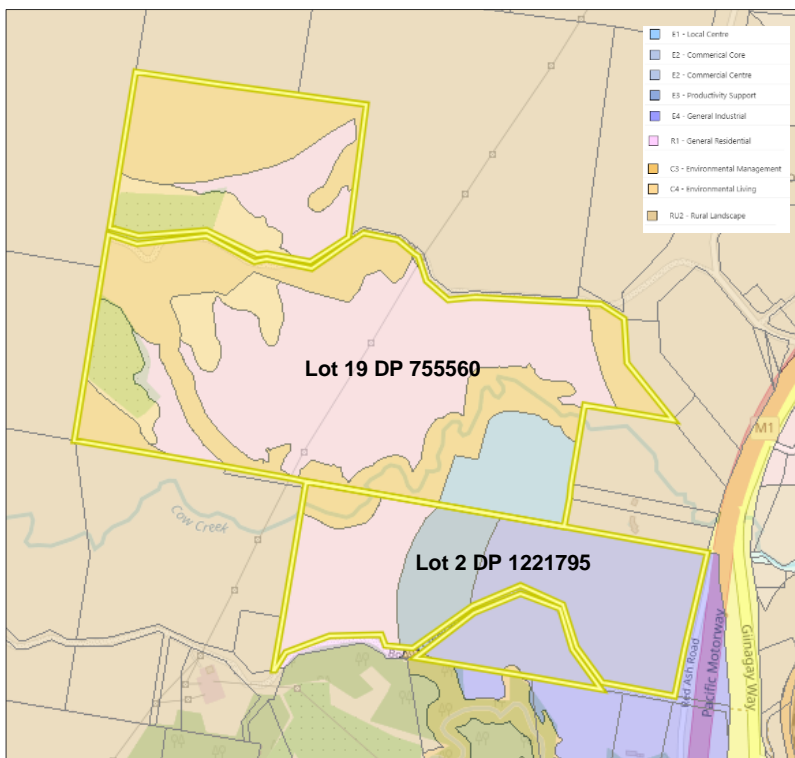 E1 - Local Centre
E2 - Commerical Core
E2 - Commercial Centre
E3 - Productivity Support
E4 - General Industrial
R1 - General Residential
C3 - Environmental Management
C4 - Environmental Living
RU2 - Rural Landscape
Lot 19 DP 755560
M1
Cow Creek
Lot 2 DP 1221795
Red Ash Road
Pacific Motorway
Giinagay Way